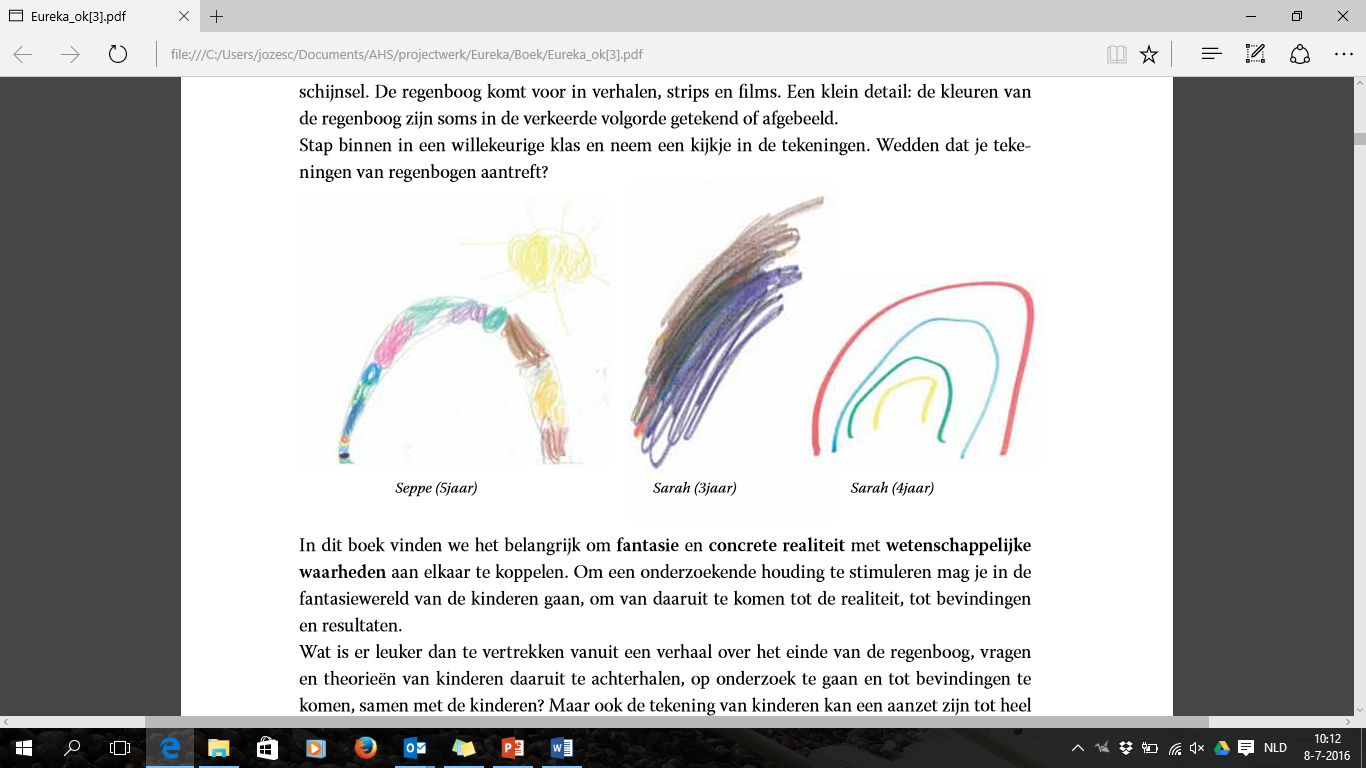 Eureka_ok[3].pdf
file:///C:/Users/jozesc/Documents/AHS/projectwerk/Eureka/Boek/Eureka_ok[3].pdf
schijnsel. De regenboog komt voor in verhalen, strips en films. Een klein detail: de kleuren van
de regenboog zijn soms in de verkeerde volgorde getekend of afgebeeld.
Stap binnen in een willekeurige klas en neem een kijkje in de tekeningen. Wedden dat je teke-
ningen van regenbogen aantreft?
Seppe (5jaar) Sarah (3jaar) Sarah (4jaar)
In dit boek vinden we het belangrijk om fantasie en concrete realiteit met wetenschappelijke
waarheden aan elkaar te koppelen. Om een onderzoekende houding te stimuleren mag je in de
fantasiewereld van de kinderen gaan, om van daaruit te komen tot de realiteit, tot bevindingen
en resultaten.
Wat is er leuker dan te vertrekken vanuit een verhaal over het einde van de regenboog, vragen
en theorieën van kinderen daaruit te achterhalen, op onderzoek te gaan en tot bevindingen te
komen, samen met de kinderen? Maar ook de tekening van kinderen kan een aanzet zijn tot heel
NLD
10:12
8-7-2016